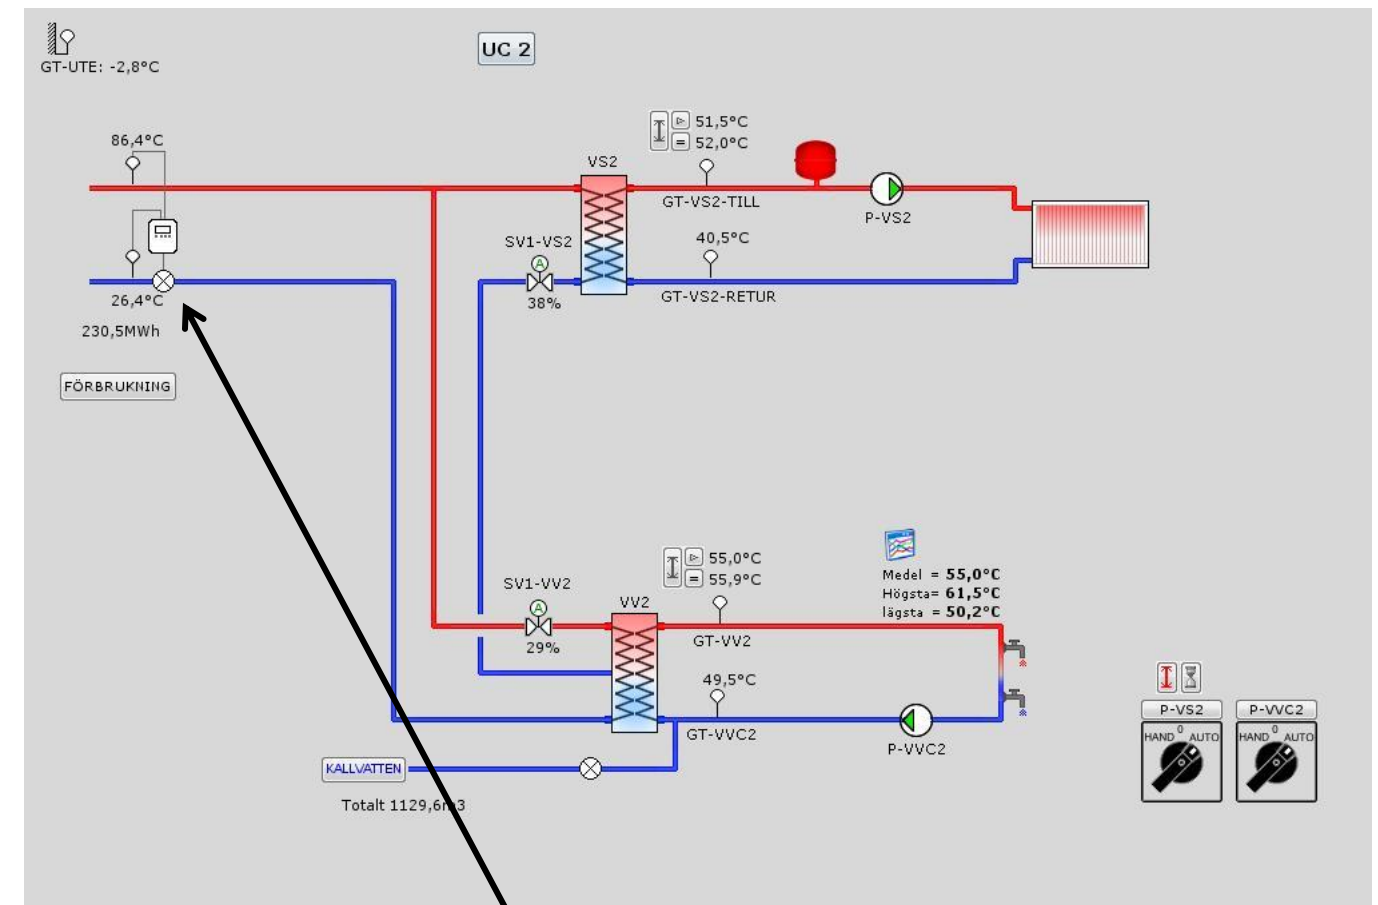 UC 2
GT-UTE: -2,8°C
86,4°C
26,4°C
230,5MWh
FÖRBRUKNING
51,5°C
= 52,0°C
VS2
GT-VS2-TILL
P-VS2
SV1-VS2
A
38%
40,5°C
GT-VS2-RETUR
55,0°C
= 55,9°C
SV1-VV2
A
29%
VV2
GT-VV2
Medel = 55,0°C
Högsta= 61,5°C
lägsta = 50,2°C
49,5°C
GT-VVC2
P-VVC2
KALLVATTEN
Totalt 1129,6m3
P-VS2 P-VVC2
HAND 0 AUTO HAND 0 AUTO